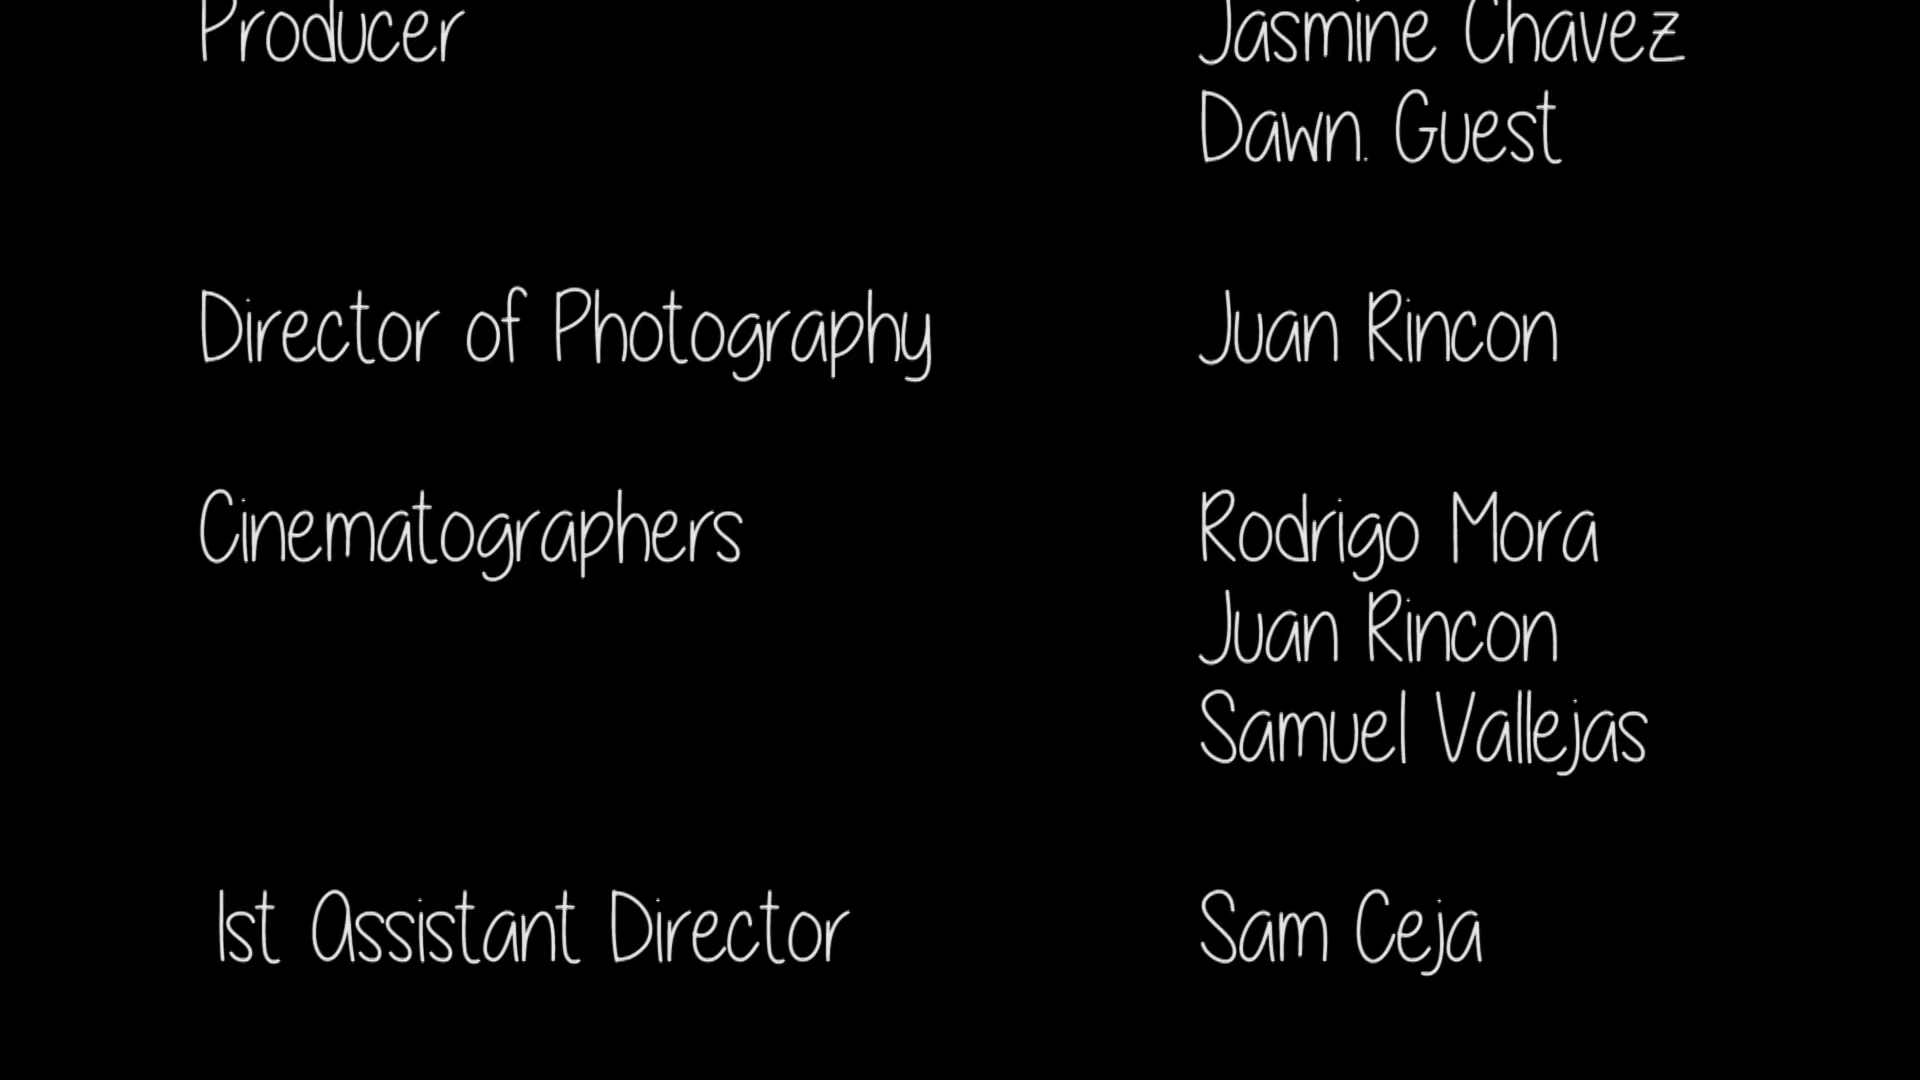 Producer Jasmine Chavez
Dawn. Guest
Director of Photography Juan Rincon
Cinematographers Rodrigo Mora
Juan Rincon
Samuel Vallejas
1st Assistant Director Sam Ceja